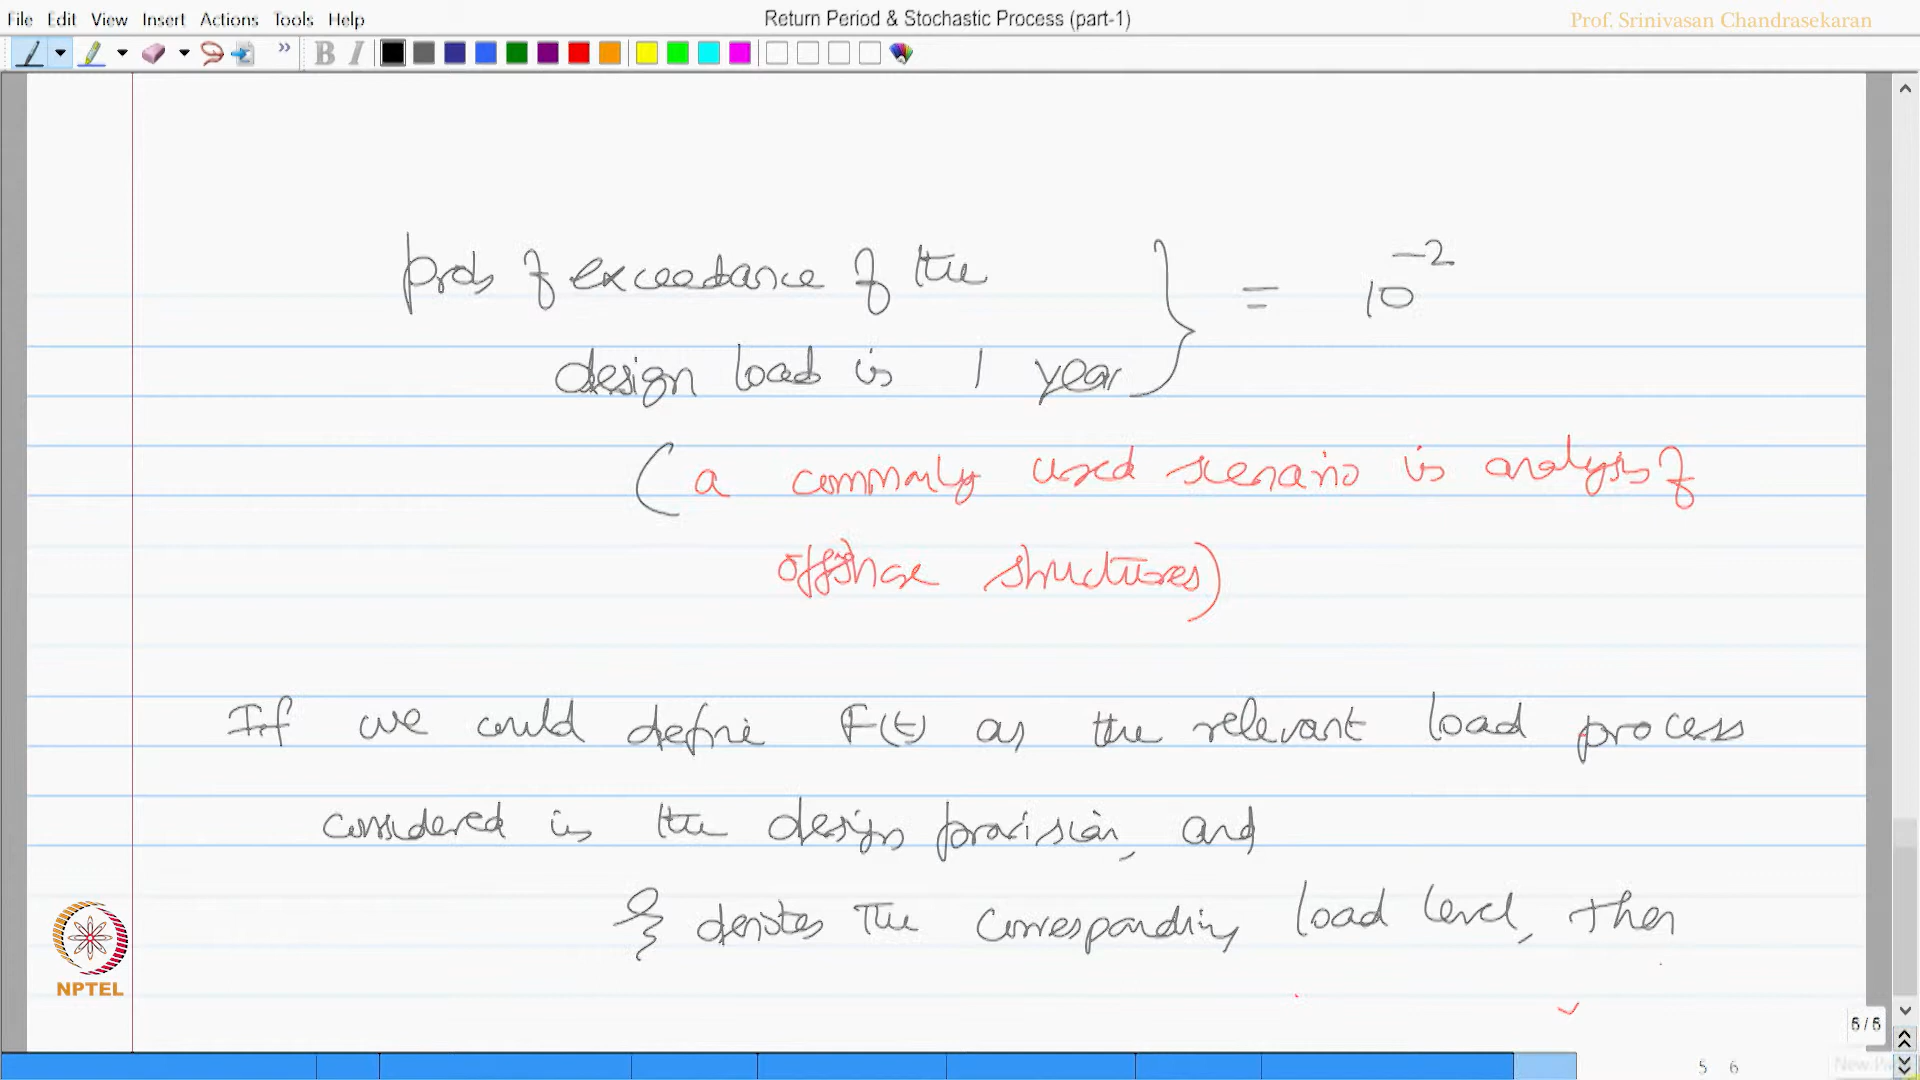 File Edit View Insert Actions Tools Help
Return Period & Stochastic Process (part-1)
Prof. Srinivasan Chandrasekaran
B I
prob of exceedance of the
design load is 1 year } = 10^-2
(a commonly used scenario is analysis of
offshore structures)
If we could define F(t) as the relevant load process
considered in the design provision, and
ξ denotes the corresponding load level, then
NPTEL
6/6
5 6